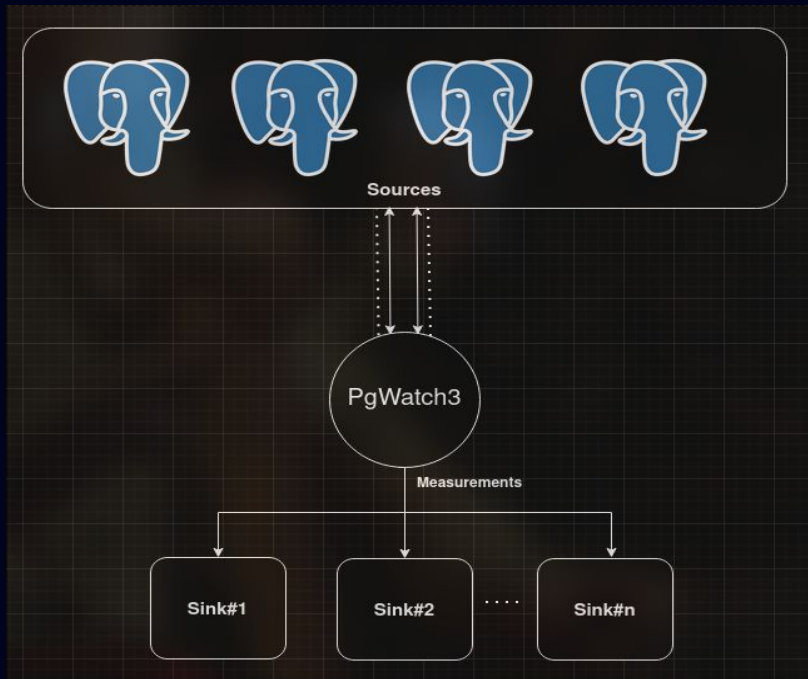 Sources
PgWatch3
Measurements
Sink#1
Sink#2
....
Sink#n